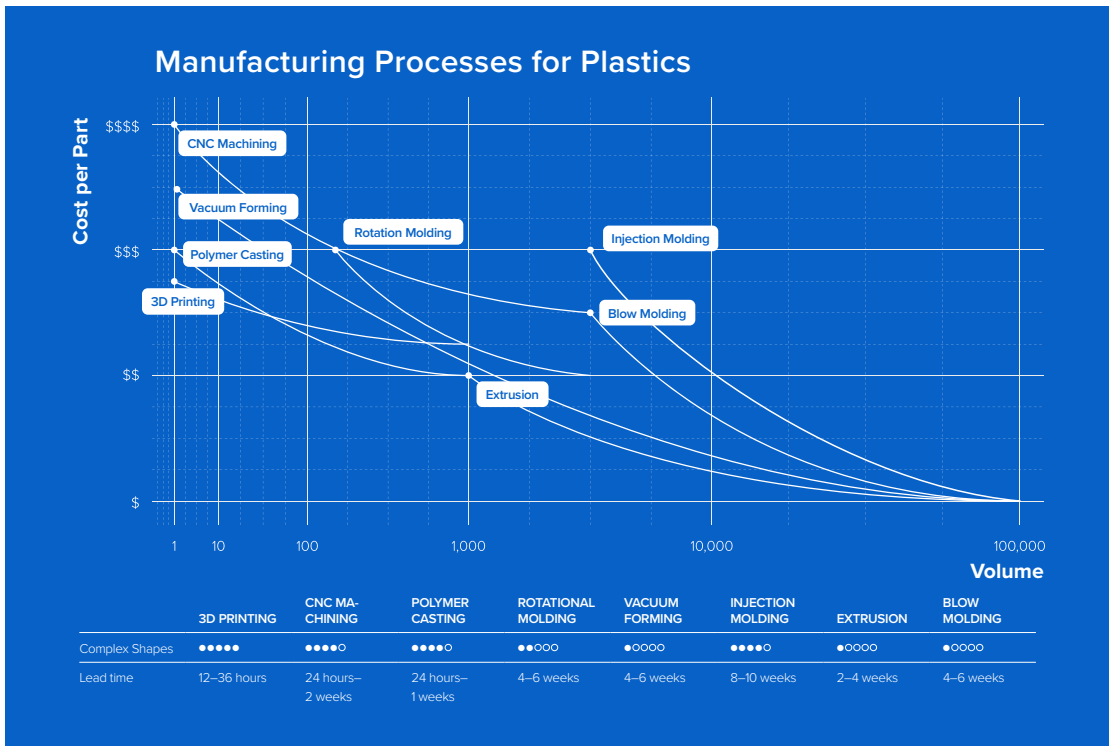 Manufacturing Processes for Plastics
Cost per Part
$$$$
CNC Machining
Vacuum Forming
Rotation Molding
Injection Molding
$$$
Polymer Casting
3D Printing
Blow Molding
$$
Extrusion
$
1 10 100 1,000 10,000 100,000
Volume
3D PRINTING
CNC MA-
CHINING
POLYMER
CASTING
ROTATIONAL
MOLDING
VACUUM
FORMING
INJECTION
MOLDING
EXTRUSION
BLOW
MOLDING
Complex Shapes
Lead time
12–36 hours
24 hours–
2 weeks
24 hours–
1 weeks
4–6 weeks
4–6 weeks
8–10 weeks
2–4 weeks
4–6 weeks